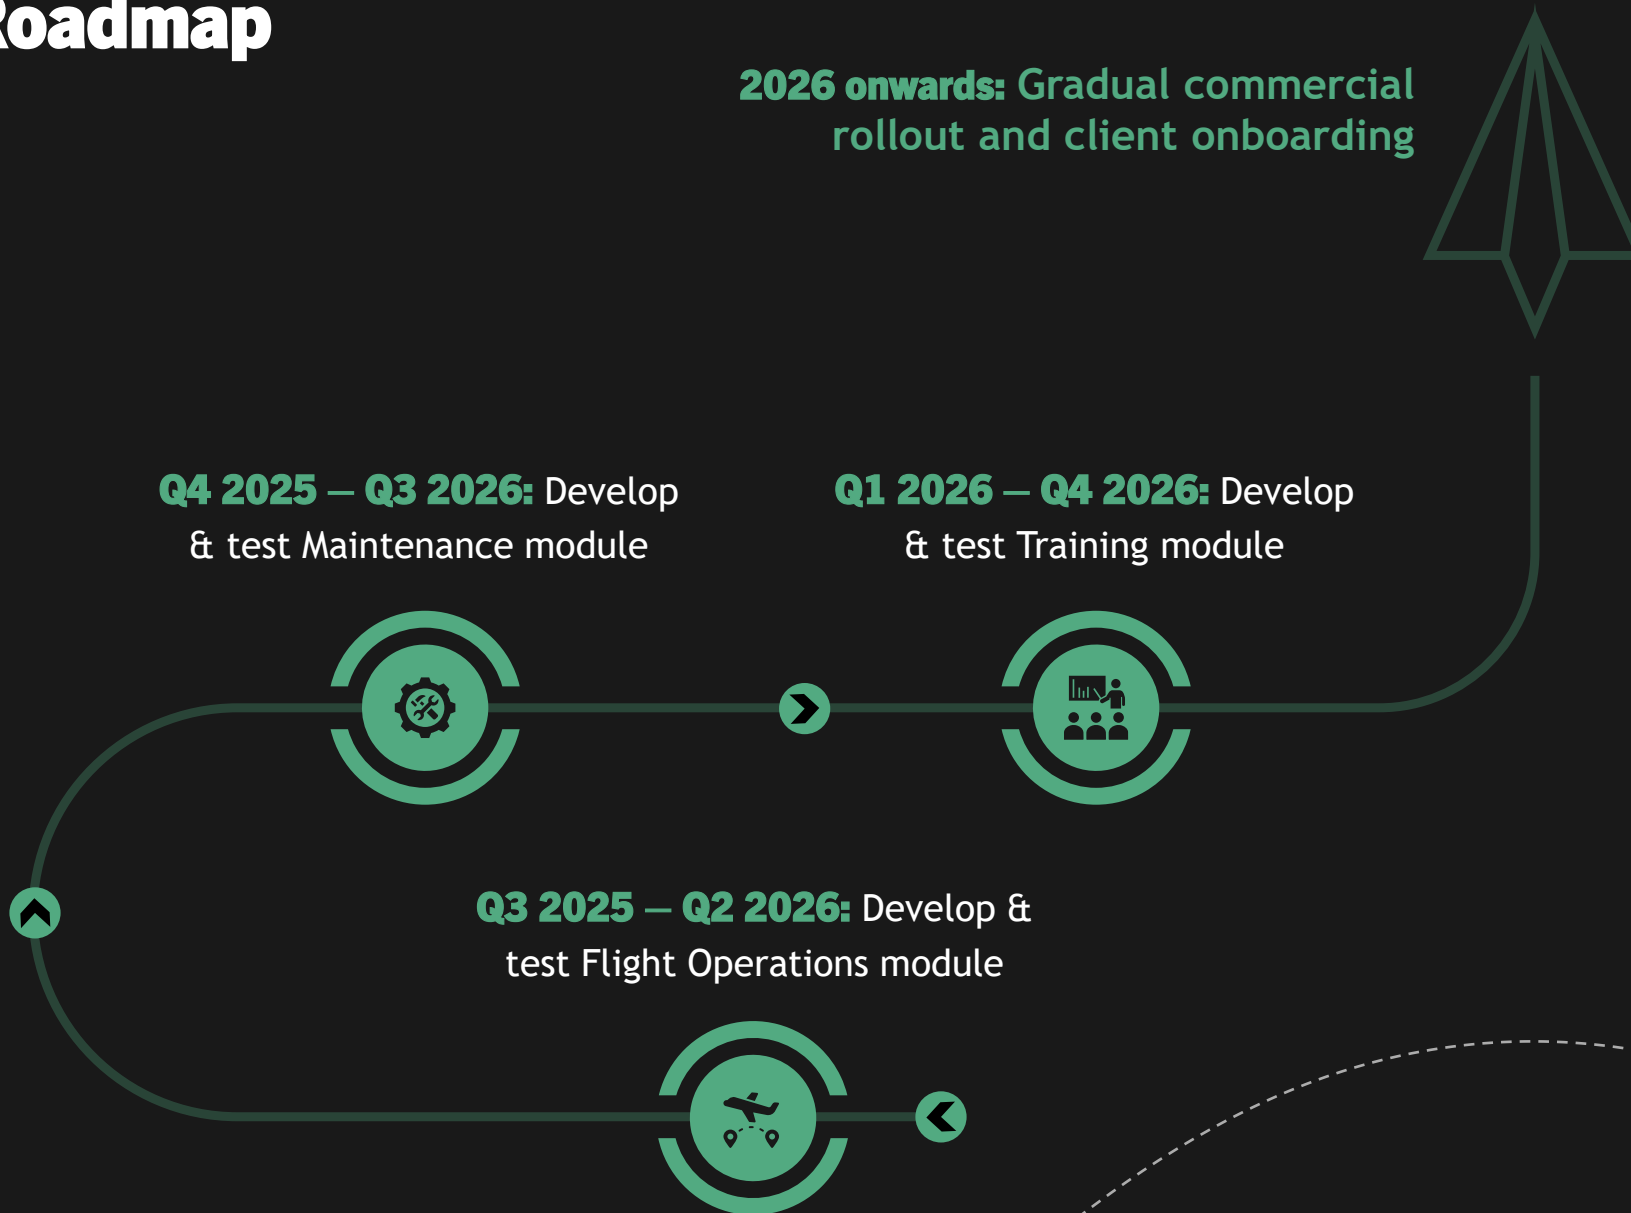 Roadmap
2026 onwards: Gradual commercial
rollout and client onboarding
Q4 2025 — Q3 2026: Develop
& test Maintenance module
Q1 2026 — Q4 2026: Develop
& test Training module
Q3 2025 — Q2 2026: Develop &
test Flight Operations module